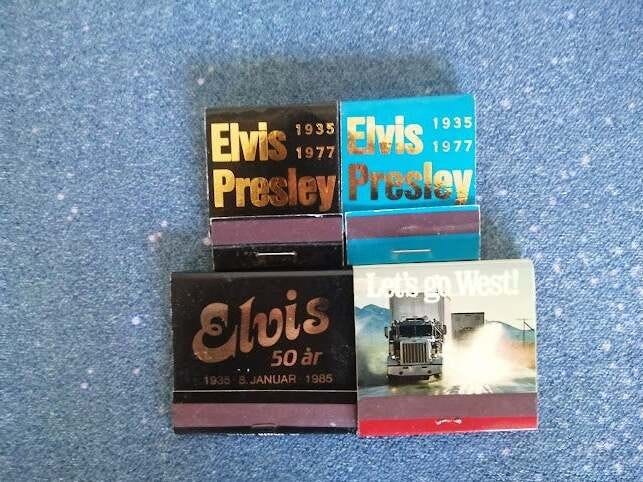 Elvis 1935
1977
Presley
Elvis 1935
1977
Presley
Elvis
50 år
1935 - 8. JANUAR - 1985
Let's go West!